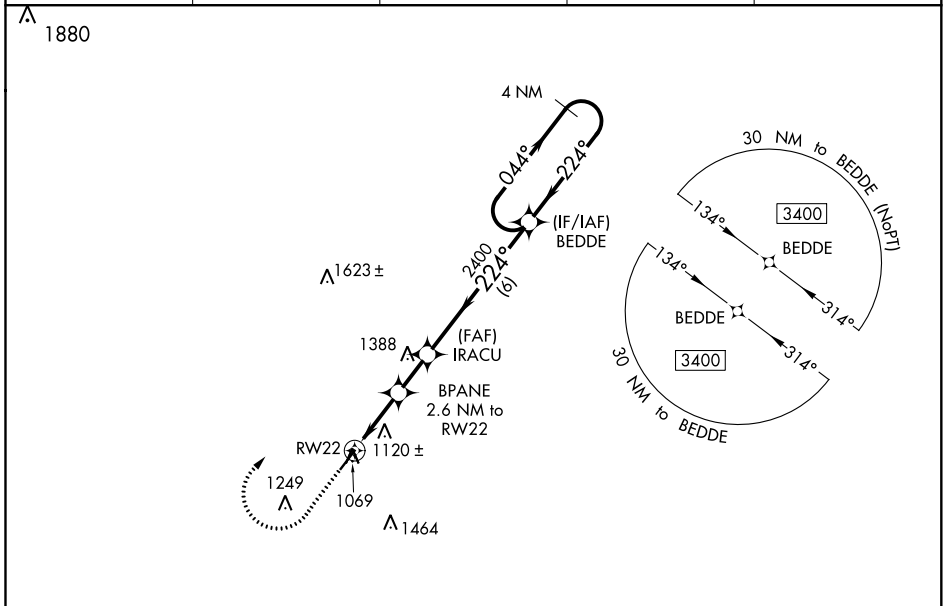 1880
4 NM
044°
224°
(IF/IAF)
BEDDE
2400
224°
(6)
1623 ±
1388
(FAF)
IRACU
BPANE
2.6 NM to
RW22
RW22
1120 ±
1249
1069
1464
30 NM to BEDDE (NoPT)
134°
3400
BEDDE
314°
134°
BEDDE
314°
3400
30 NM to BEDDE